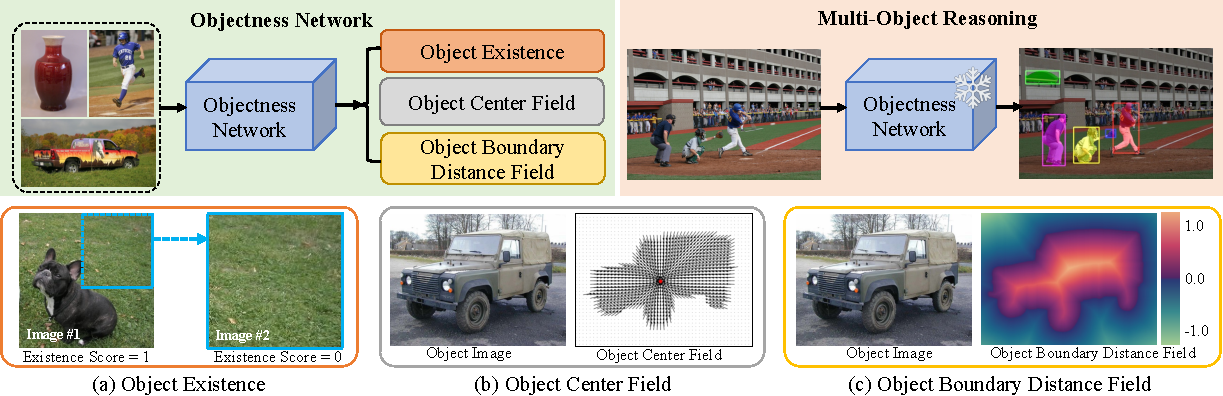 Objectness Network
Multi-Object Reasoning
Objectness
Network
Object Existence
Object Center Field
Object Boundary
Distance Field
Objectness
Network
Image #1
Image #2
Existence Score = 1
Existence Score = 0
(a) Object Existence
Object Image
Object Center Field
(b) Object Center Field
1.0
0.0
-1.0
Object Image
Object Boundary Distance Field
(c) Object Boundary Distance Field